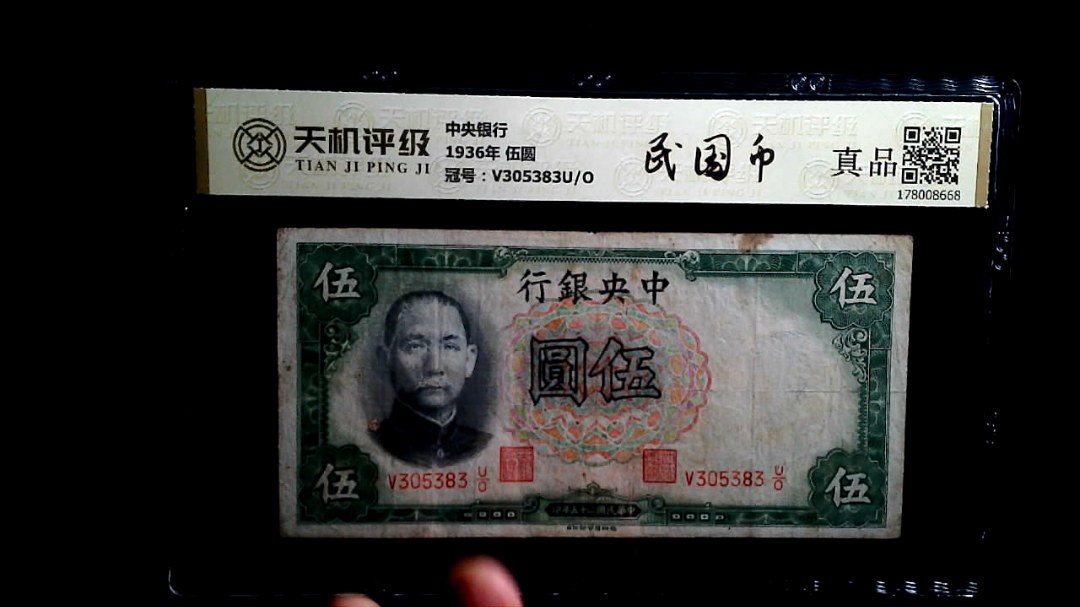 天机评级
TIAN JI PING JI
中央银行
1936年 伍圆
冠号：V305383U/O
民国币
真品
178008668
伍
行銀央中
伍
圓伍
V305383 U/O
V305383 U/O
伍
伍